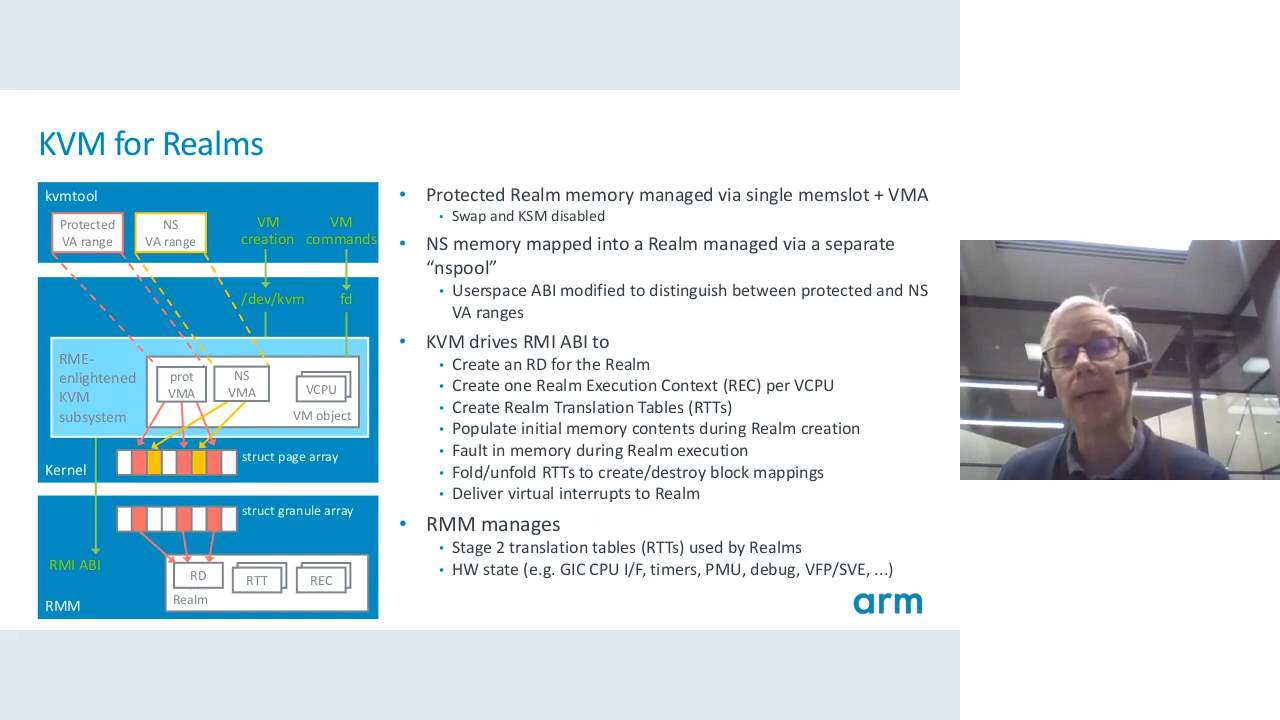 KVM for Realms
kvmtool
Protected
VA range
NS
VA range
VM
creation
VM
commands
/dev/kvm
fd
RME-
enlightened
KVM
subsystem
prot
VMA
NS
VMA
VCPU
VM object
Kernel
struct page array
struct granule array
RMI ABI
RMM
RD
RTT
REC
Realm
• Protected Realm memory managed via single memslot + VMA
• Swap and KSM disabled
• NS memory mapped into a Realm managed via a separate
“nspool”
• Userspace ABI modified to distinguish between protected and NS
VA ranges
• KVM drives RMI ABI to
• Create an RD for the Realm
• Create one Realm Execution Context (REC) per VCPU
• Create Realm Translation Tables (RTTs)
• Populate initial memory contents during Realm creation
• Fault in memory during Realm execution
• Fold/unfold RTTs to create/destroy block mappings
• Deliver virtual interrupts to Realm
• RMM manages
• Stage 2 translation tables (RTTs) used by Realms
• HW state (e.g. GIC CPU I/F, timers, PMU, debug, VFP/SVE, ...)
arm